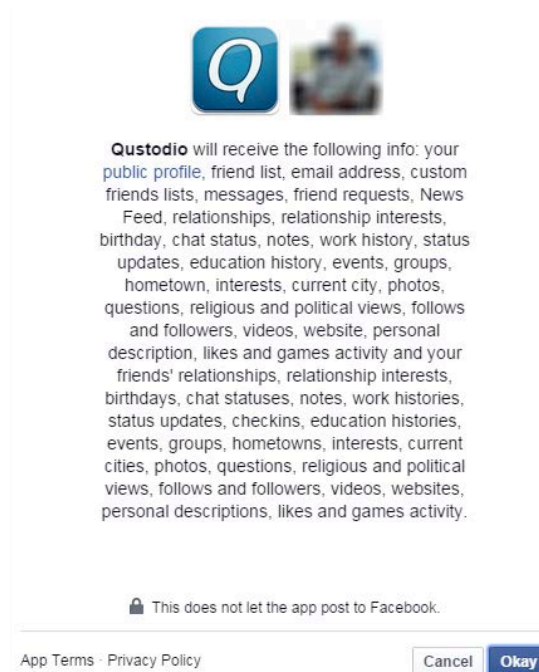 Q
Qustodio will receive the following info: your
public profile, friend list, email address, custom
friends lists, messages, friend requests, News
Feed, relationships, relationship interests,
birthday, chat status, notes, work history, status
updates, education history, events, groups,
hometown, interests, current city, photos,
questions, religious and political views, follows
and followers, videos, website, personal
description, likes and games activity and your
friends' relationships, relationship interests,
birthdays, chat statuses, notes, work histories,
status updates, checkins, education histories,
events, groups, hometowns, interests, current
cities, photos, questions, religious and political
views, follows and followers, videos, websites,
personal descriptions, likes and games activity.
This does not let the app post to Facebook.
App Terms · Privacy Policy Cancel Okay